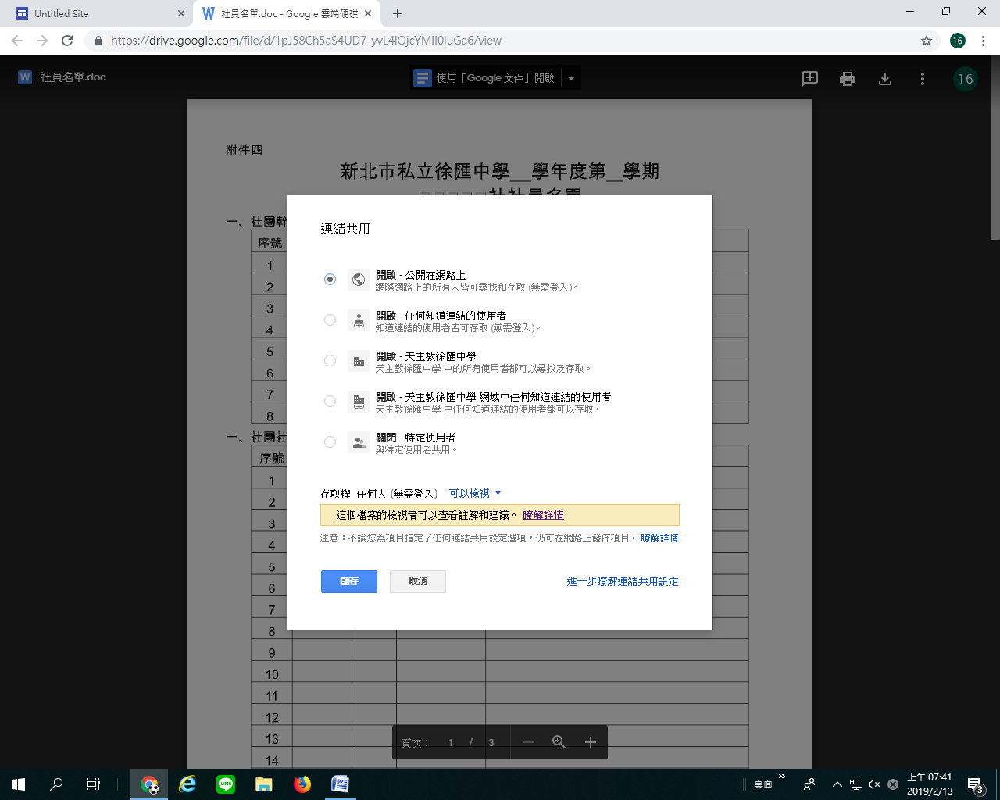 Untitled Site
社員名單.doc - Google 雲端硬碟
https://drive.google.com/file/d/1pJ58Ch5aS4UD7-yvL4lOjcYMIl0luGa6/view
16
社員名單.doc
使用「Google 文件」開啟
16
附件四
新北市私立徐匯中學__學年度第_學期
□□□□□社社員名單
一、社團幹
序號
1
2
3
4
5
6
7
8
一、社團社
序號
1
2
3
4
5
6
7
8
9
10
11
12
13
14
連結共用
開啟 - 公開在網路上
網際網路上的所有人皆可尋找和存取 (無需登入)。
開啟 - 任何知道連結的使用者
知道連結的使用者皆可存取 (無需登入)。
開啟 - 天主教徐匯中學
天主教徐匯中學 中的所有使用者都可以尋找及存取。
開啟 - 天主教徐匯中學 網域中任何知道連結的使用者
天主教徐匯中學 中任何知道連結的使用者都可以存取。
關閉 - 特定使用者
與特定使用者共用。
存取權 任何人 (無需登入) 可以檢視
這個檔案的檢視者可以查看註解和建議。 瞭解詳情
注意：不論您為項目指定了任何連結共用設定選項，仍可在網路上發佈項目。 瞭解詳情
儲存 取消 進一步瞭解連結共用設定
頁次： 1 / 3
桌面
上午 07:41
2019/2/13
3